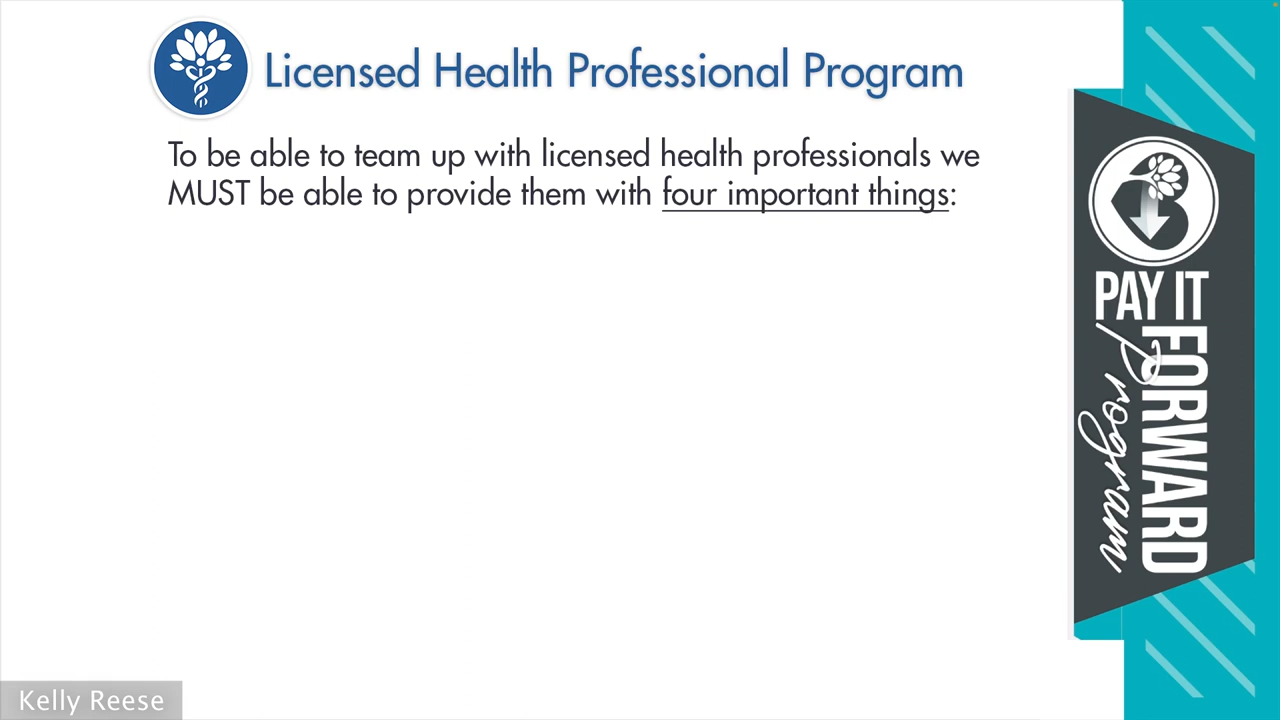 Licensed Health Professional Program
To be able to team up with licensed health professionals we
MUST be able to provide them with four important things:
PAY IT
FORWARD
Program
Kelly Reese